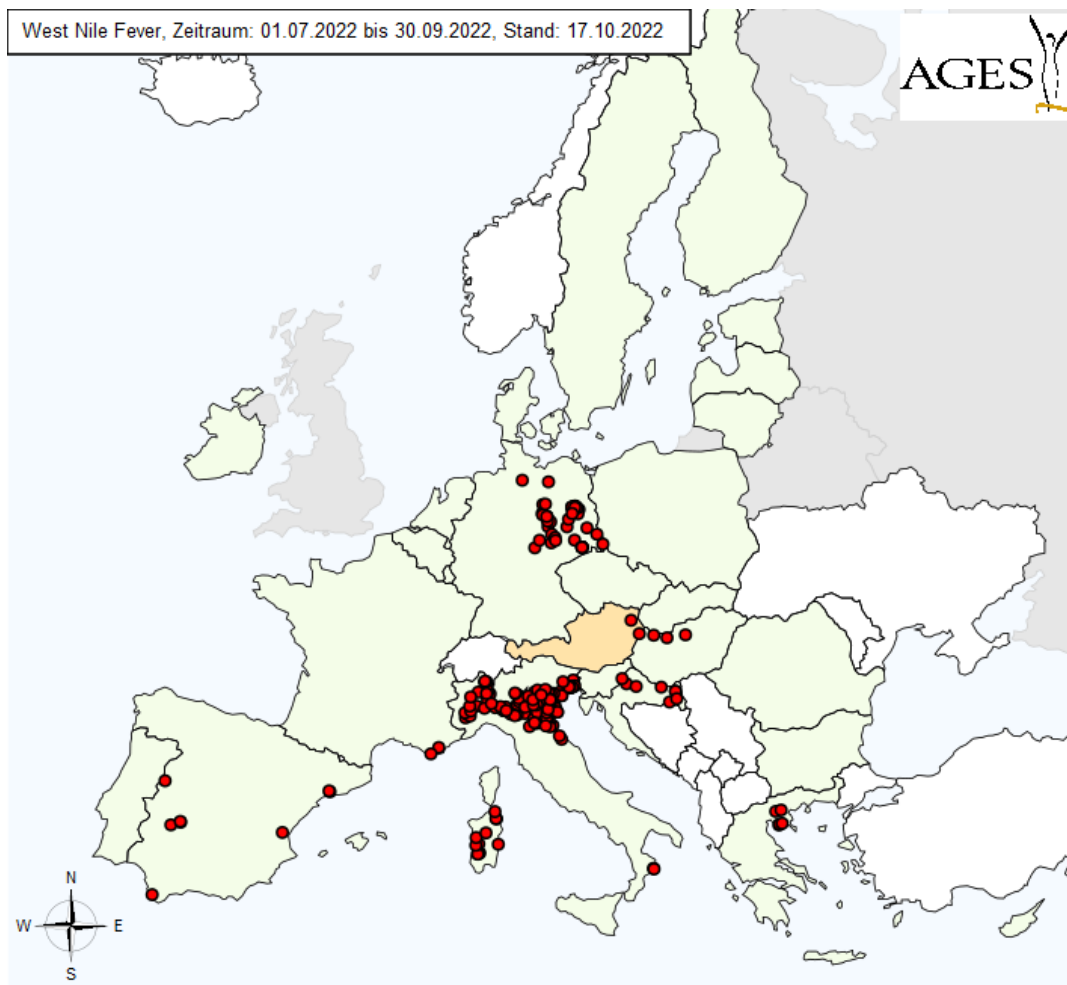 West Nile Fever, Zeitraum: 01.07.2022 bis 30.09.2022, Stand: 17.10.2022
AGES
N
W E
S